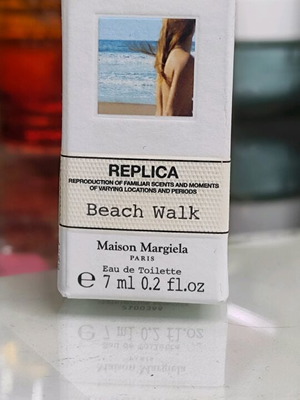 REPLICA
REPRODUCTION OF FAMILIAR SCENTS AND MOMENTS
OF VARYING LOCATIONS AND PERIODS
Beach Walk
Maison Margiela
PARIS
Eau de Toilette
℮ 7 ml 0.2 fl.oz